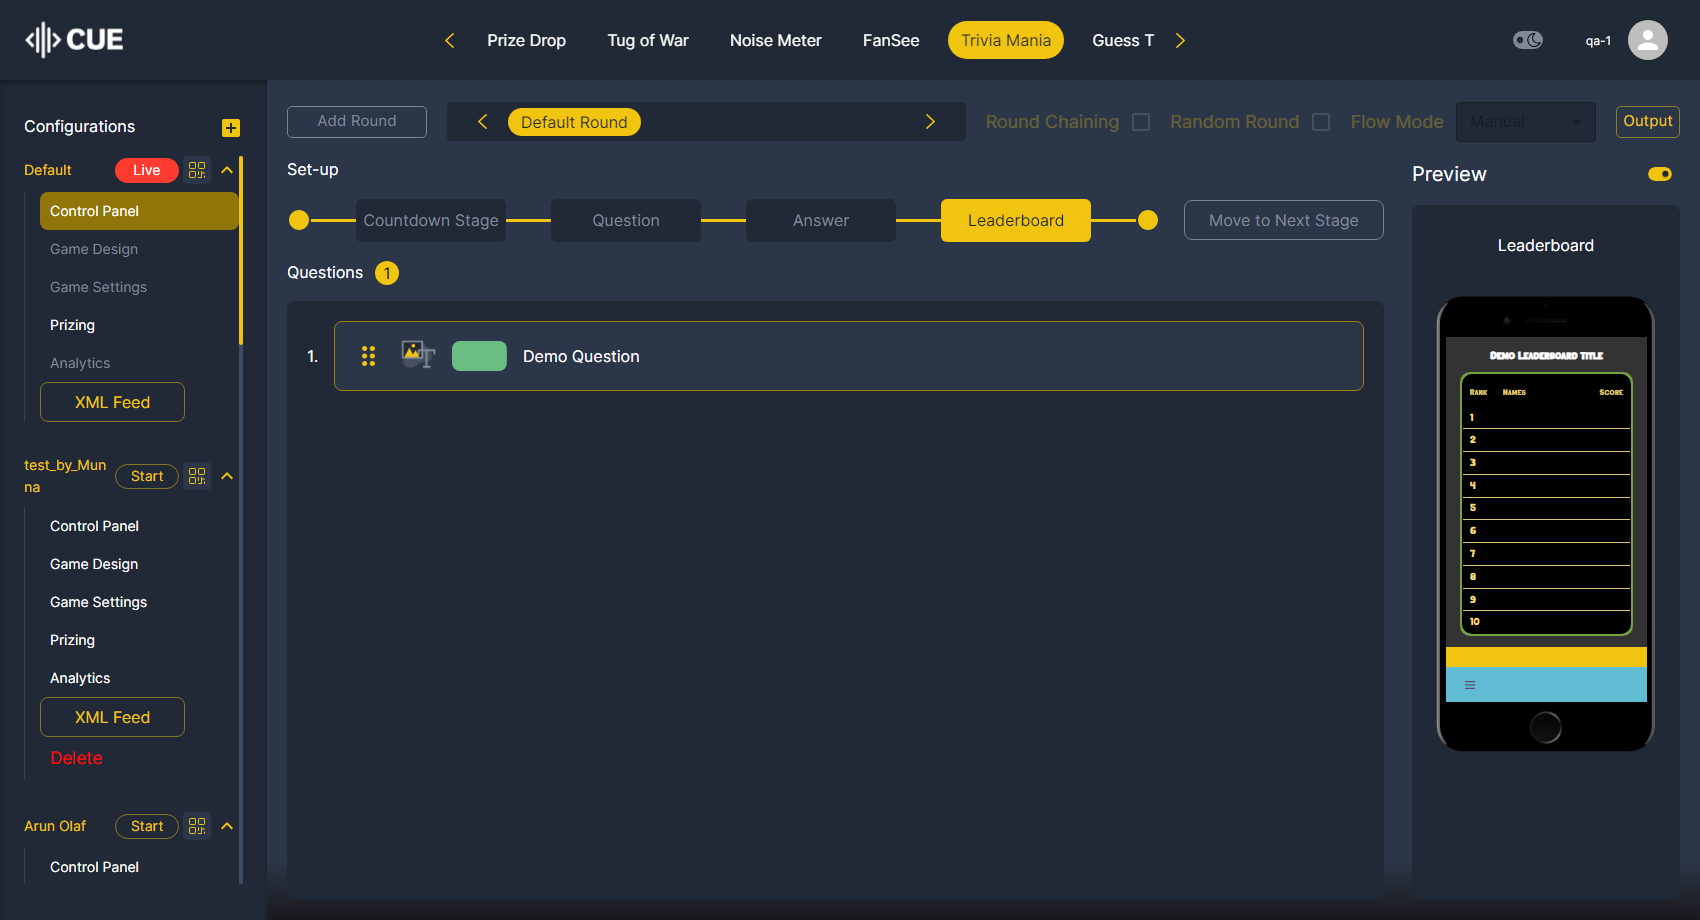 CUE
Prize Drop
Tug of War
Noise Meter
FanSee
Trivia Mania
Guess T
qa-1
Configurations
Default
Live
Control Panel
Game Design
Game Settings
Prizing
Analytics
XML Feed
test_by_Mun
na
Start
Control Panel
Game Design
Game Settings
Prizing
Analytics
XML Feed
Delete
Arun Olaf
Start
Control Panel
Add Round
Default Round
Round Chaining
Random Round
Flow Mode
Manual
Output
Set-up
Countdown Stage
Question
Answer
Leaderboard
Move to Next Stage
Questions
1
1.
Demo Question
Preview
Leaderboard
Demo Leaderboard title
Rank Names Score
1
2
3
4
5
6
7
8
9
10